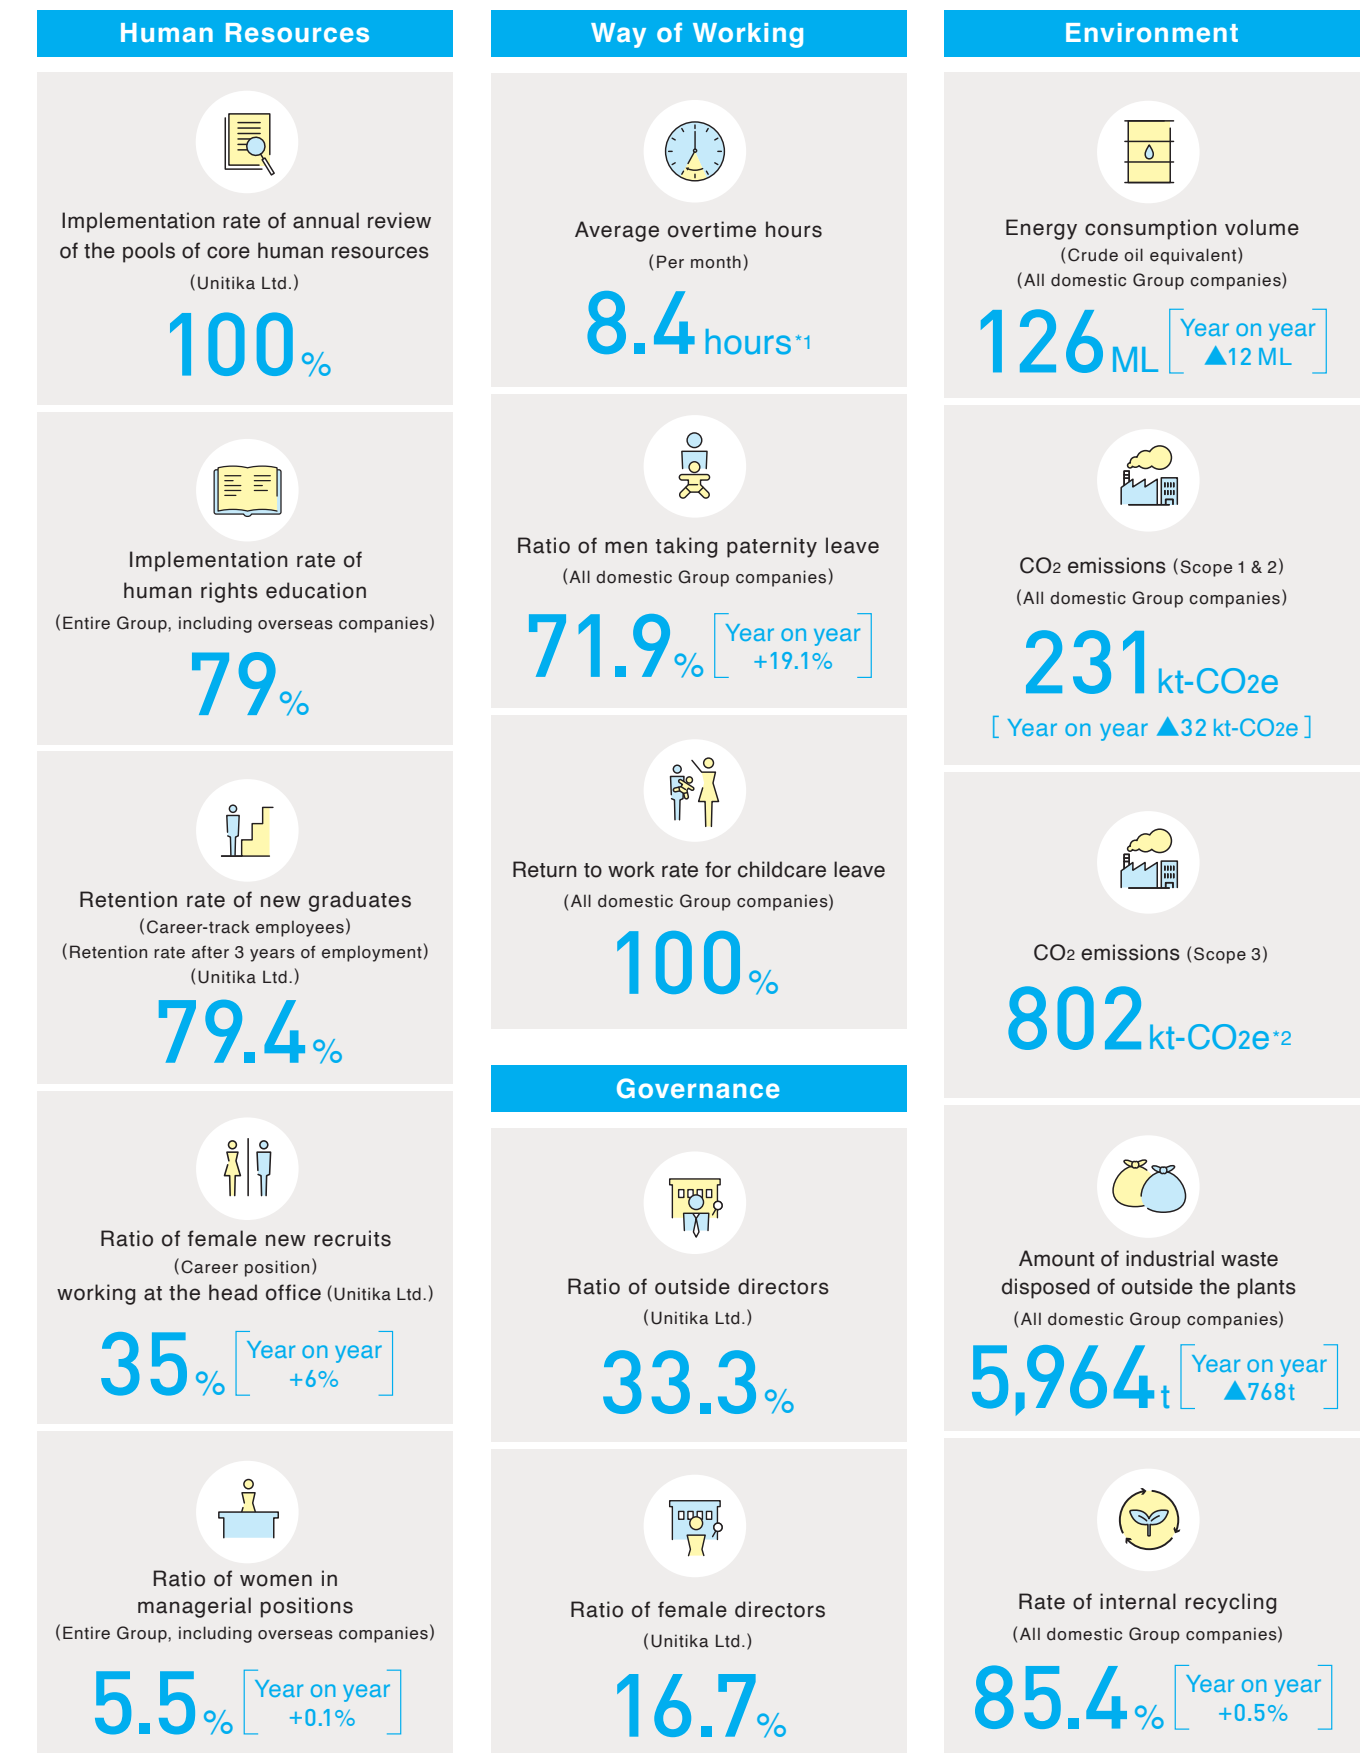 Human Resources
Implementation rate of annual review
of the pools of core human resources
(Unitika Ltd.)
100%
Implementation rate of
human rights education
(Entire Group, including overseas companies)
79%
Retention rate of new graduates
(Career-track employees)
(Retention rate after 3 years of employment)
(Unitika Ltd.)
79.4%
Ratio of female new recruits
(Career position)
working at the head office (Unitika Ltd.)
35% [Year on year
+6%]
Ratio of women in
managerial positions
(Entire Group, including overseas companies)
5.5% [Year on year
+0.1%]
Way of Working
Average overtime hours
(Per month)
8.4 hours*1
Ratio of men taking paternity leave
(All domestic Group companies)
71.9% [Year on year
+19.1%]
Return to work rate for childcare leave
(All domestic Group companies)
100%
Governance
Ratio of outside directors
(Unitika Ltd.)
33.3%
Ratio of female directors
(Unitika Ltd.)
16.7%
Environment
Energy consumption volume
(Crude oil equivalent)
(All domestic Group companies)
126 ML [Year on year
▲12 ML]
CO2 emissions (Scope 1 & 2)
(All domestic Group companies)
231 kt-CO2e
[ Year on year ▲32 kt-CO2e ]
CO2 emissions (Scope 3)
802 kt-CO2e*2
Amount of industrial waste
disposed of outside the plants
(All domestic Group companies)
5,964 t [Year on year
▲768t]
Rate of internal recycling
(All domestic Group companies)
85.4% [Year on year
+0.5%]